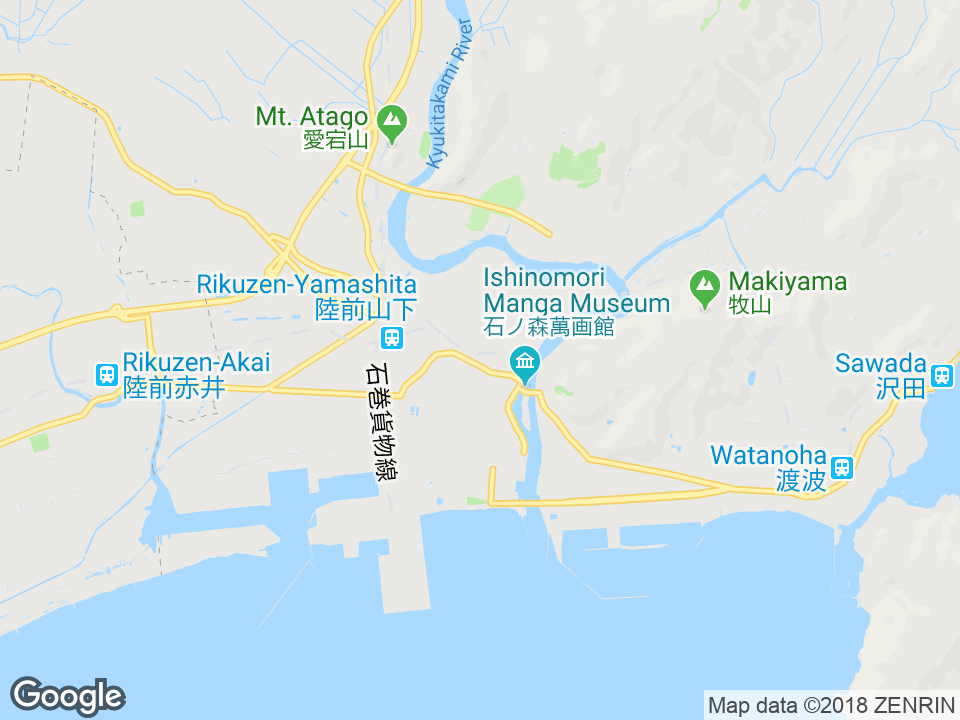 Kyukitakami River
Mt. Atago
愛宕山
Rikuzen-Yamashita
陸前山下
Ishinomori
Manga Museum
石ノ森萬画館
Makiyama
牧山
Rikuzen-Akai
陸前赤井
石巻貨物線
Sawada
沢田
Watanoha
渡波
Google
Map data ©2018 ZENRIN